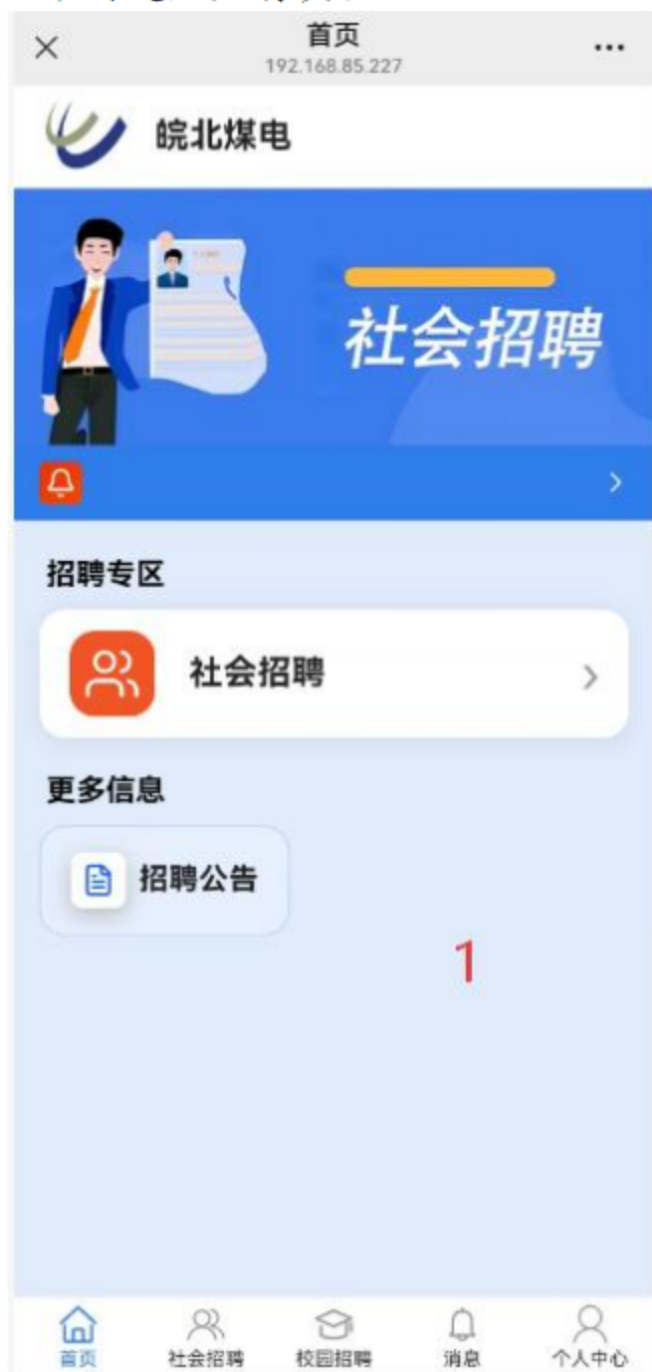 首页
192.168.85.227
皖北煤电
社会招聘
招聘专区
社会招聘
更多信息
招聘公告
1
首页 社会招聘 校园招聘 消息 个人中心